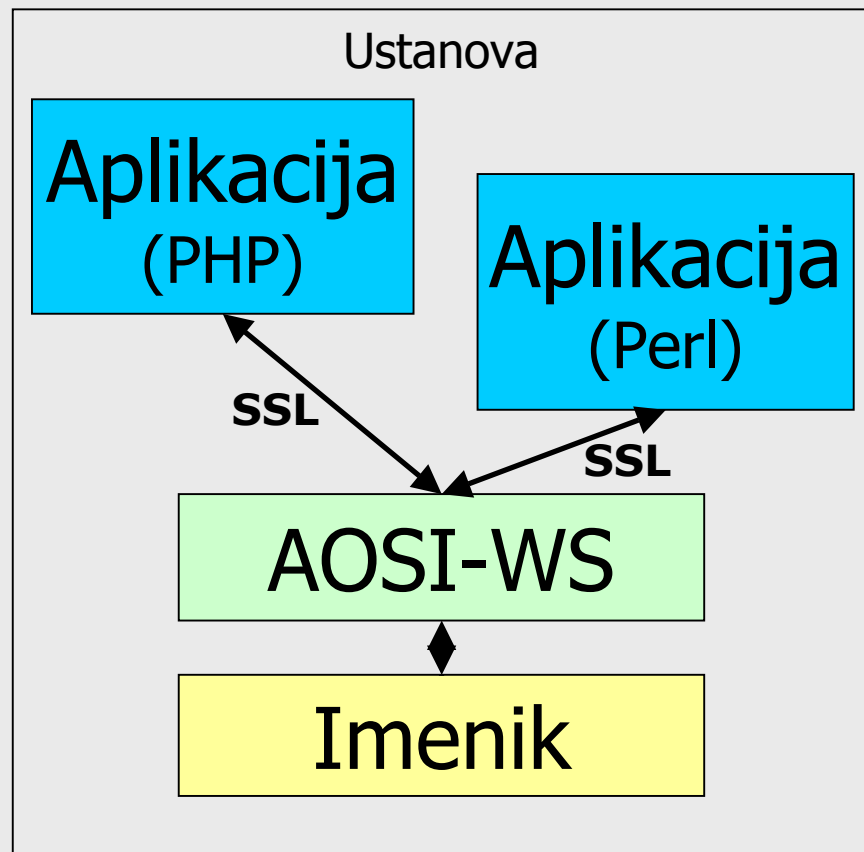 Ustanova
Aplikacija
(PHP)
Aplikacija
(Perl)
SSL
SSL
AOSI-WS
Imenik